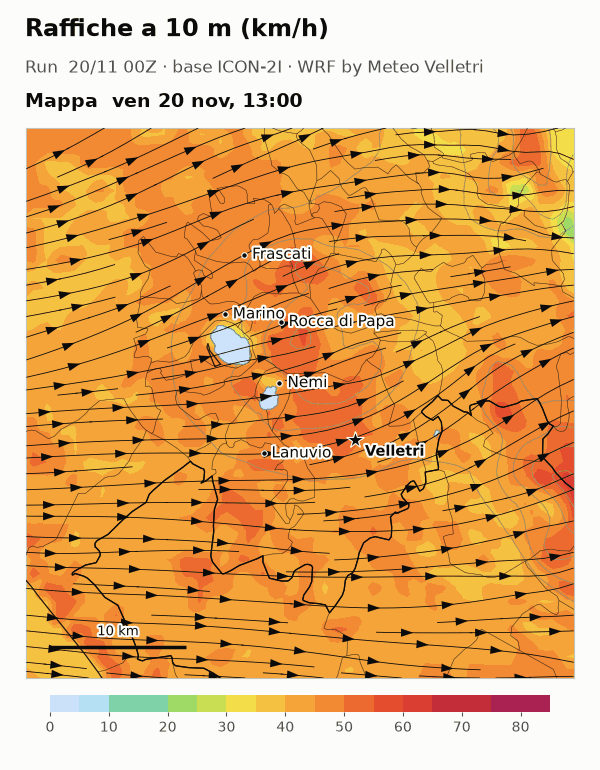 Raffiche a 10 m (km/h)
Run  20/11 00Z · base ICON-2I · WRF by Meteo Velletri
Mappa  ven 20 nov, 13:00
Frascati
Marino
Rocca di Papa
Nemi
Velletri
Lanuvio
10 km
0 10 20 30 40 50 60 70 80